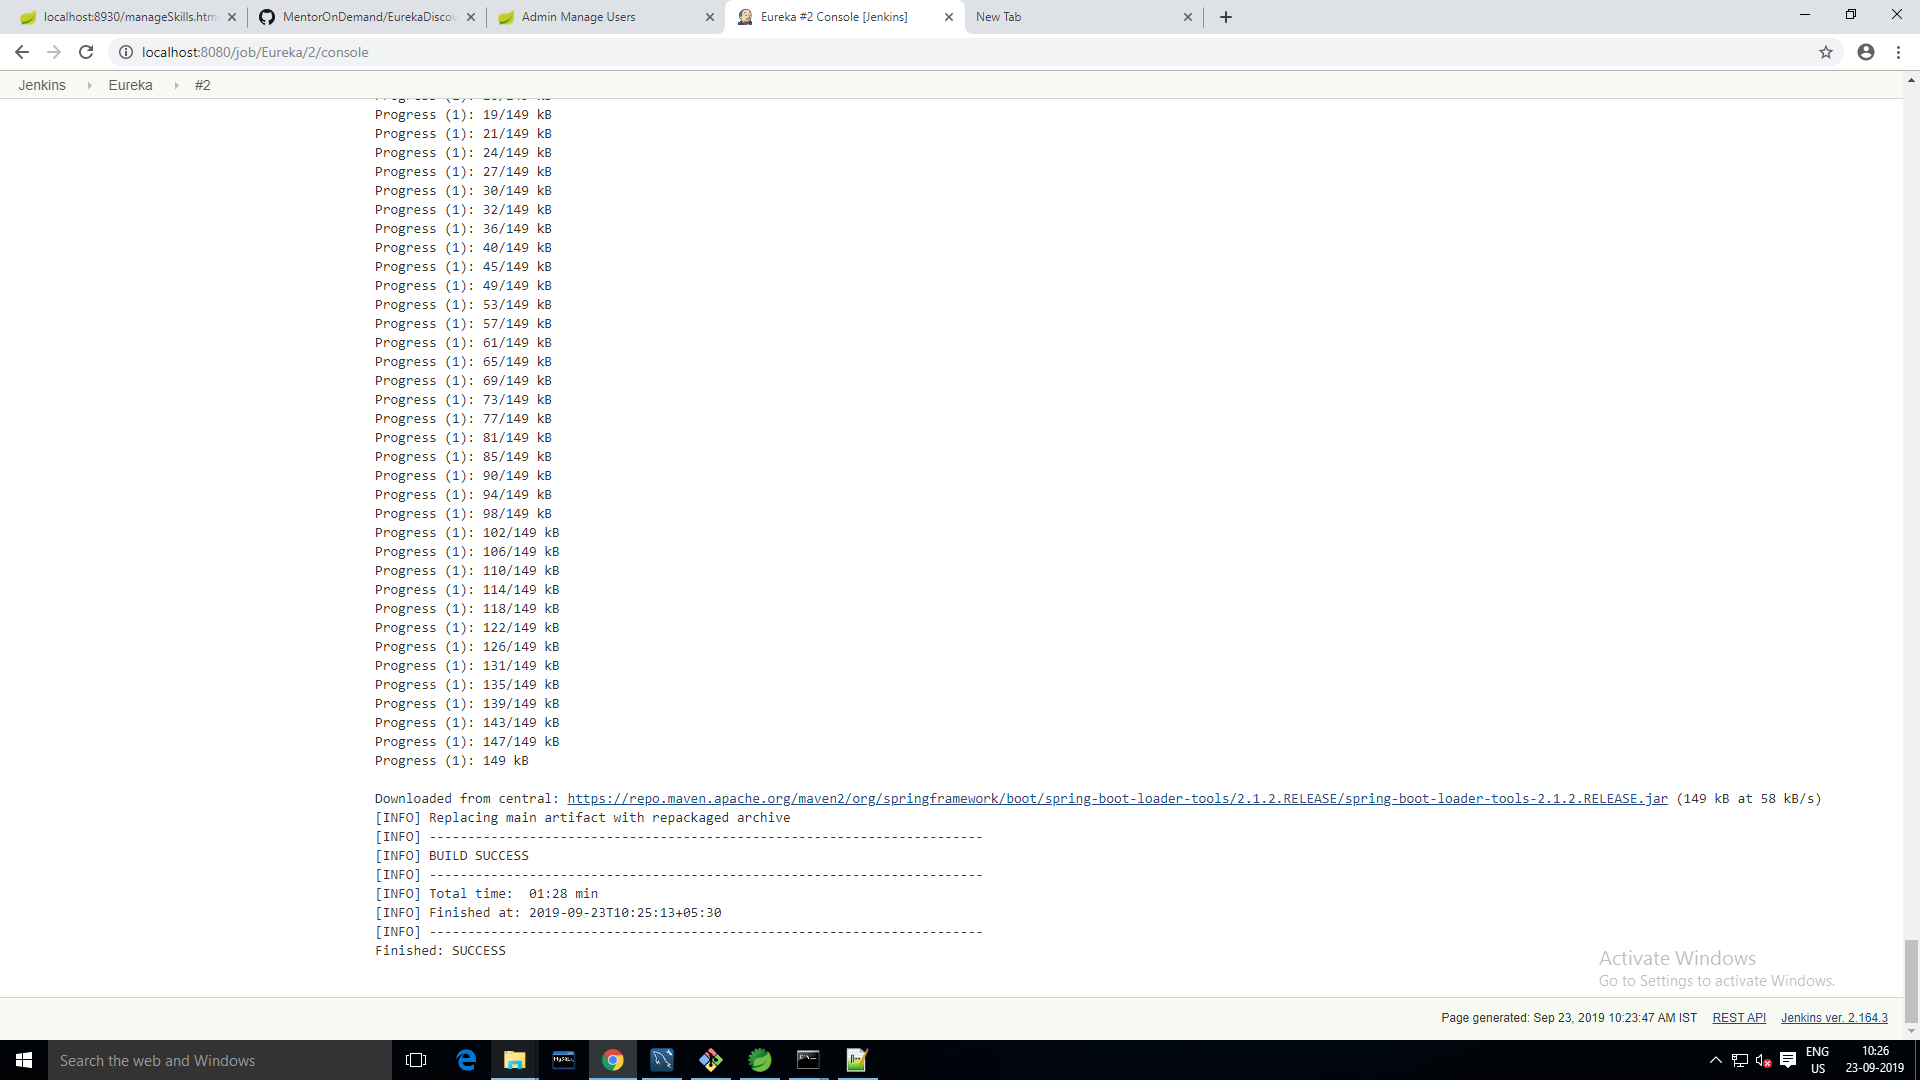 localhost:8930/manageSkills.htm
MentorOnDemand/EurekaDiscov
Admin Manage Users
Eureka #2 Console [Jenkins]
New Tab
localhost:8080/job/Eureka/2/console
Jenkins Eureka #2
Progress (1): 19/149 kB
Progress (1): 21/149 kB
Progress (1): 24/149 kB
Progress (1): 27/149 kB
Progress (1): 30/149 kB
Progress (1): 32/149 kB
Progress (1): 36/149 kB
Progress (1): 40/149 kB
Progress (1): 45/149 kB
Progress (1): 49/149 kB
Progress (1): 53/149 kB
Progress (1): 57/149 kB
Progress (1): 61/149 kB
Progress (1): 65/149 kB
Progress (1): 69/149 kB
Progress (1): 73/149 kB
Progress (1): 77/149 kB
Progress (1): 81/149 kB
Progress (1): 85/149 kB
Progress (1): 90/149 kB
Progress (1): 94/149 kB
Progress (1): 98/149 kB
Progress (1): 102/149 kB
Progress (1): 106/149 kB
Progress (1): 110/149 kB
Progress (1): 114/149 kB
Progress (1): 118/149 kB
Progress (1): 122/149 kB
Progress (1): 126/149 kB
Progress (1): 131/149 kB
Progress (1): 135/149 kB
Progress (1): 139/149 kB
Progress (1): 143/149 kB
Progress (1): 147/149 kB
Progress (1): 149 kB
Downloaded from central: https://repo.maven.apache.org/maven2/org/springframework/boot/spring-boot-loader-tools/2.1.2.RELEASE/spring-boot-loader-tools-2.1.2.RELEASE.jar (149 kB at 58 kB/s)
[INFO] Replacing main artifact with repackaged archive
[INFO] ------------------------------------------------------------------------
[INFO] BUILD SUCCESS
[INFO] ------------------------------------------------------------------------
[INFO] Total time:  01:28 min
[INFO] Finished at: 2019-09-23T10:25:13+05:30
[INFO] ------------------------------------------------------------------------
Finished: SUCCESS
Activate Windows
Go to Settings to activate Windows.
Page generated: Sep 23, 2019 10:23:47 AM IST REST API Jenkins ver. 2.164.3
Search the web and Windows
ENG
US
10:26
23-09-2019